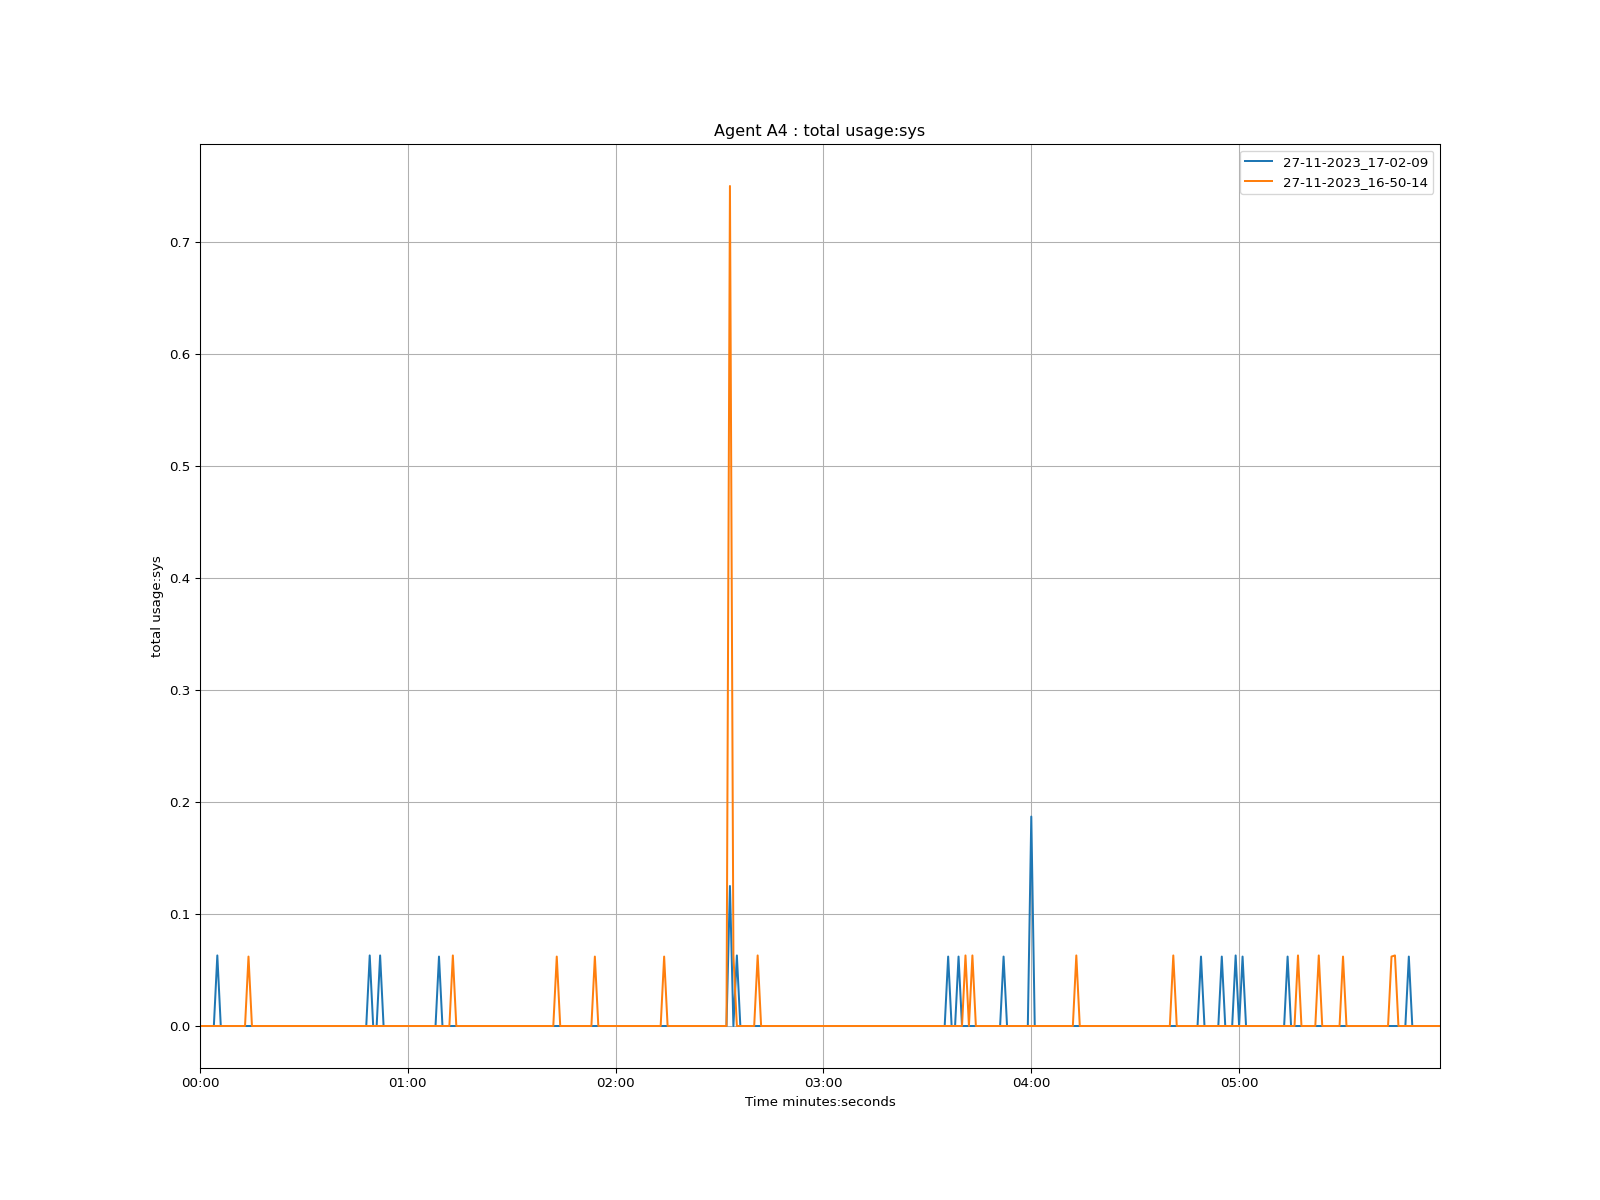 Agent A4 : total usage:sys
27-11-2023_17-02-09
27-11-2023_16-50-14
total usage:sys
0.7
0.6
0.5
0.4
0.3
0.2
0.1
0.0
00:00 01:00 02:00 03:00 04:00 05:00
Time minutes:seconds